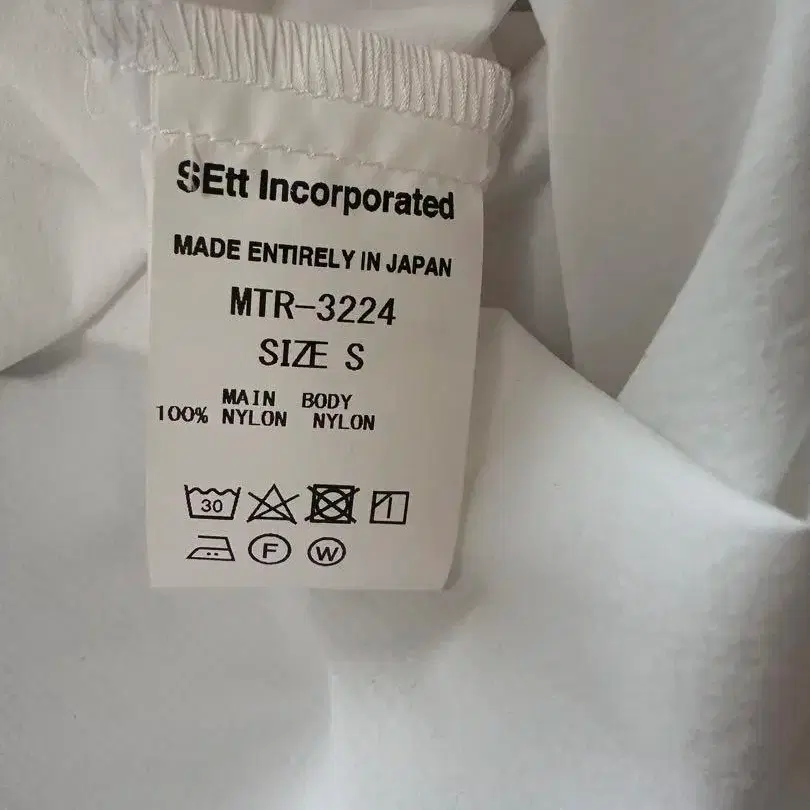 SEtt Incorporated
MADE ENTIRELY IN JAPAN
MTR-3224
SIZE S
MAIN BODY
100% NYLON NYLON
30
F W